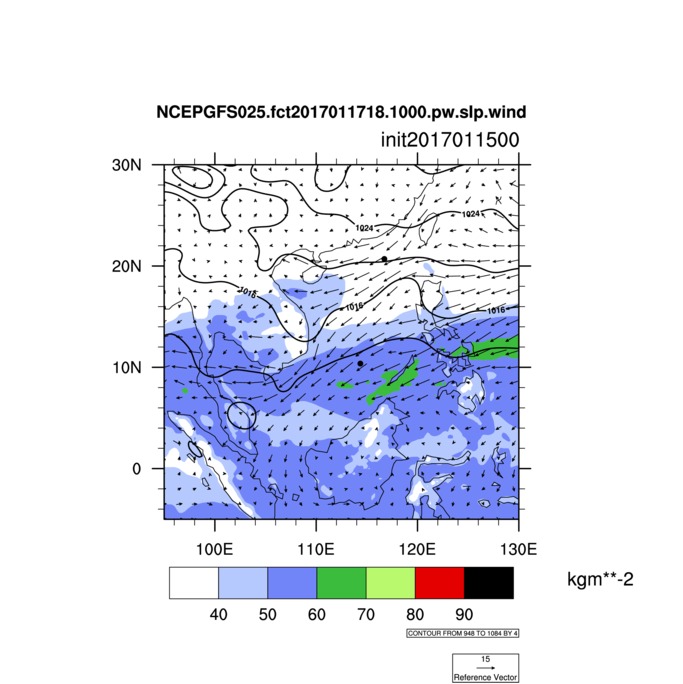 NCEPGFS025.fct2017011718.1000.pw.slp.wind
init2017011500
30N
1024
1024
20N
1016
1016
1016
10N
0
100E 110E 120E 130E
kgm**-2
40 50 60 70 80 90
CONTOUR FROM 948 TO 1084 BY 4
15
Reference Vector